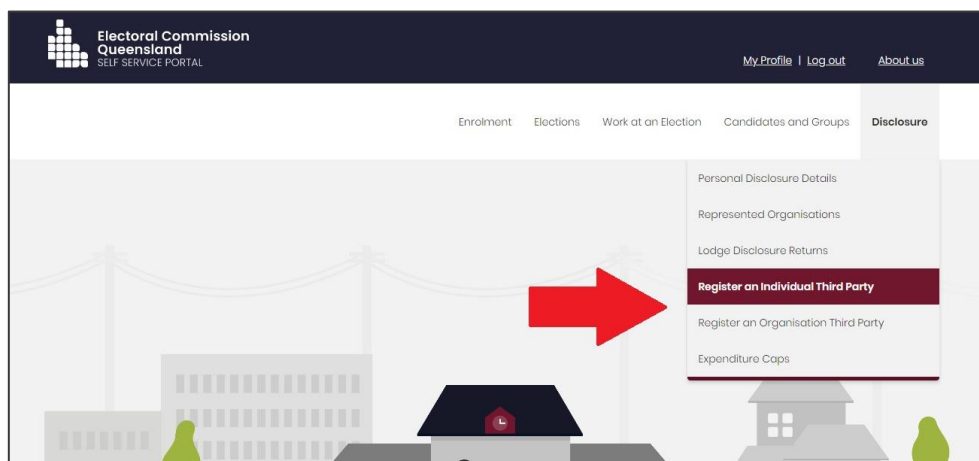 Electoral Commission
Queensland
SELF SERVICE PORTAL
My Profile | Log out About us
Enrolment Elections Work at an Election Candidates and Groups Disclosure
Personal Disclosure Details
Represented Organisations
Lodge Disclosure Returns
Register an Individual Third Party
Register an Organisation Third Party
Expenditure Caps